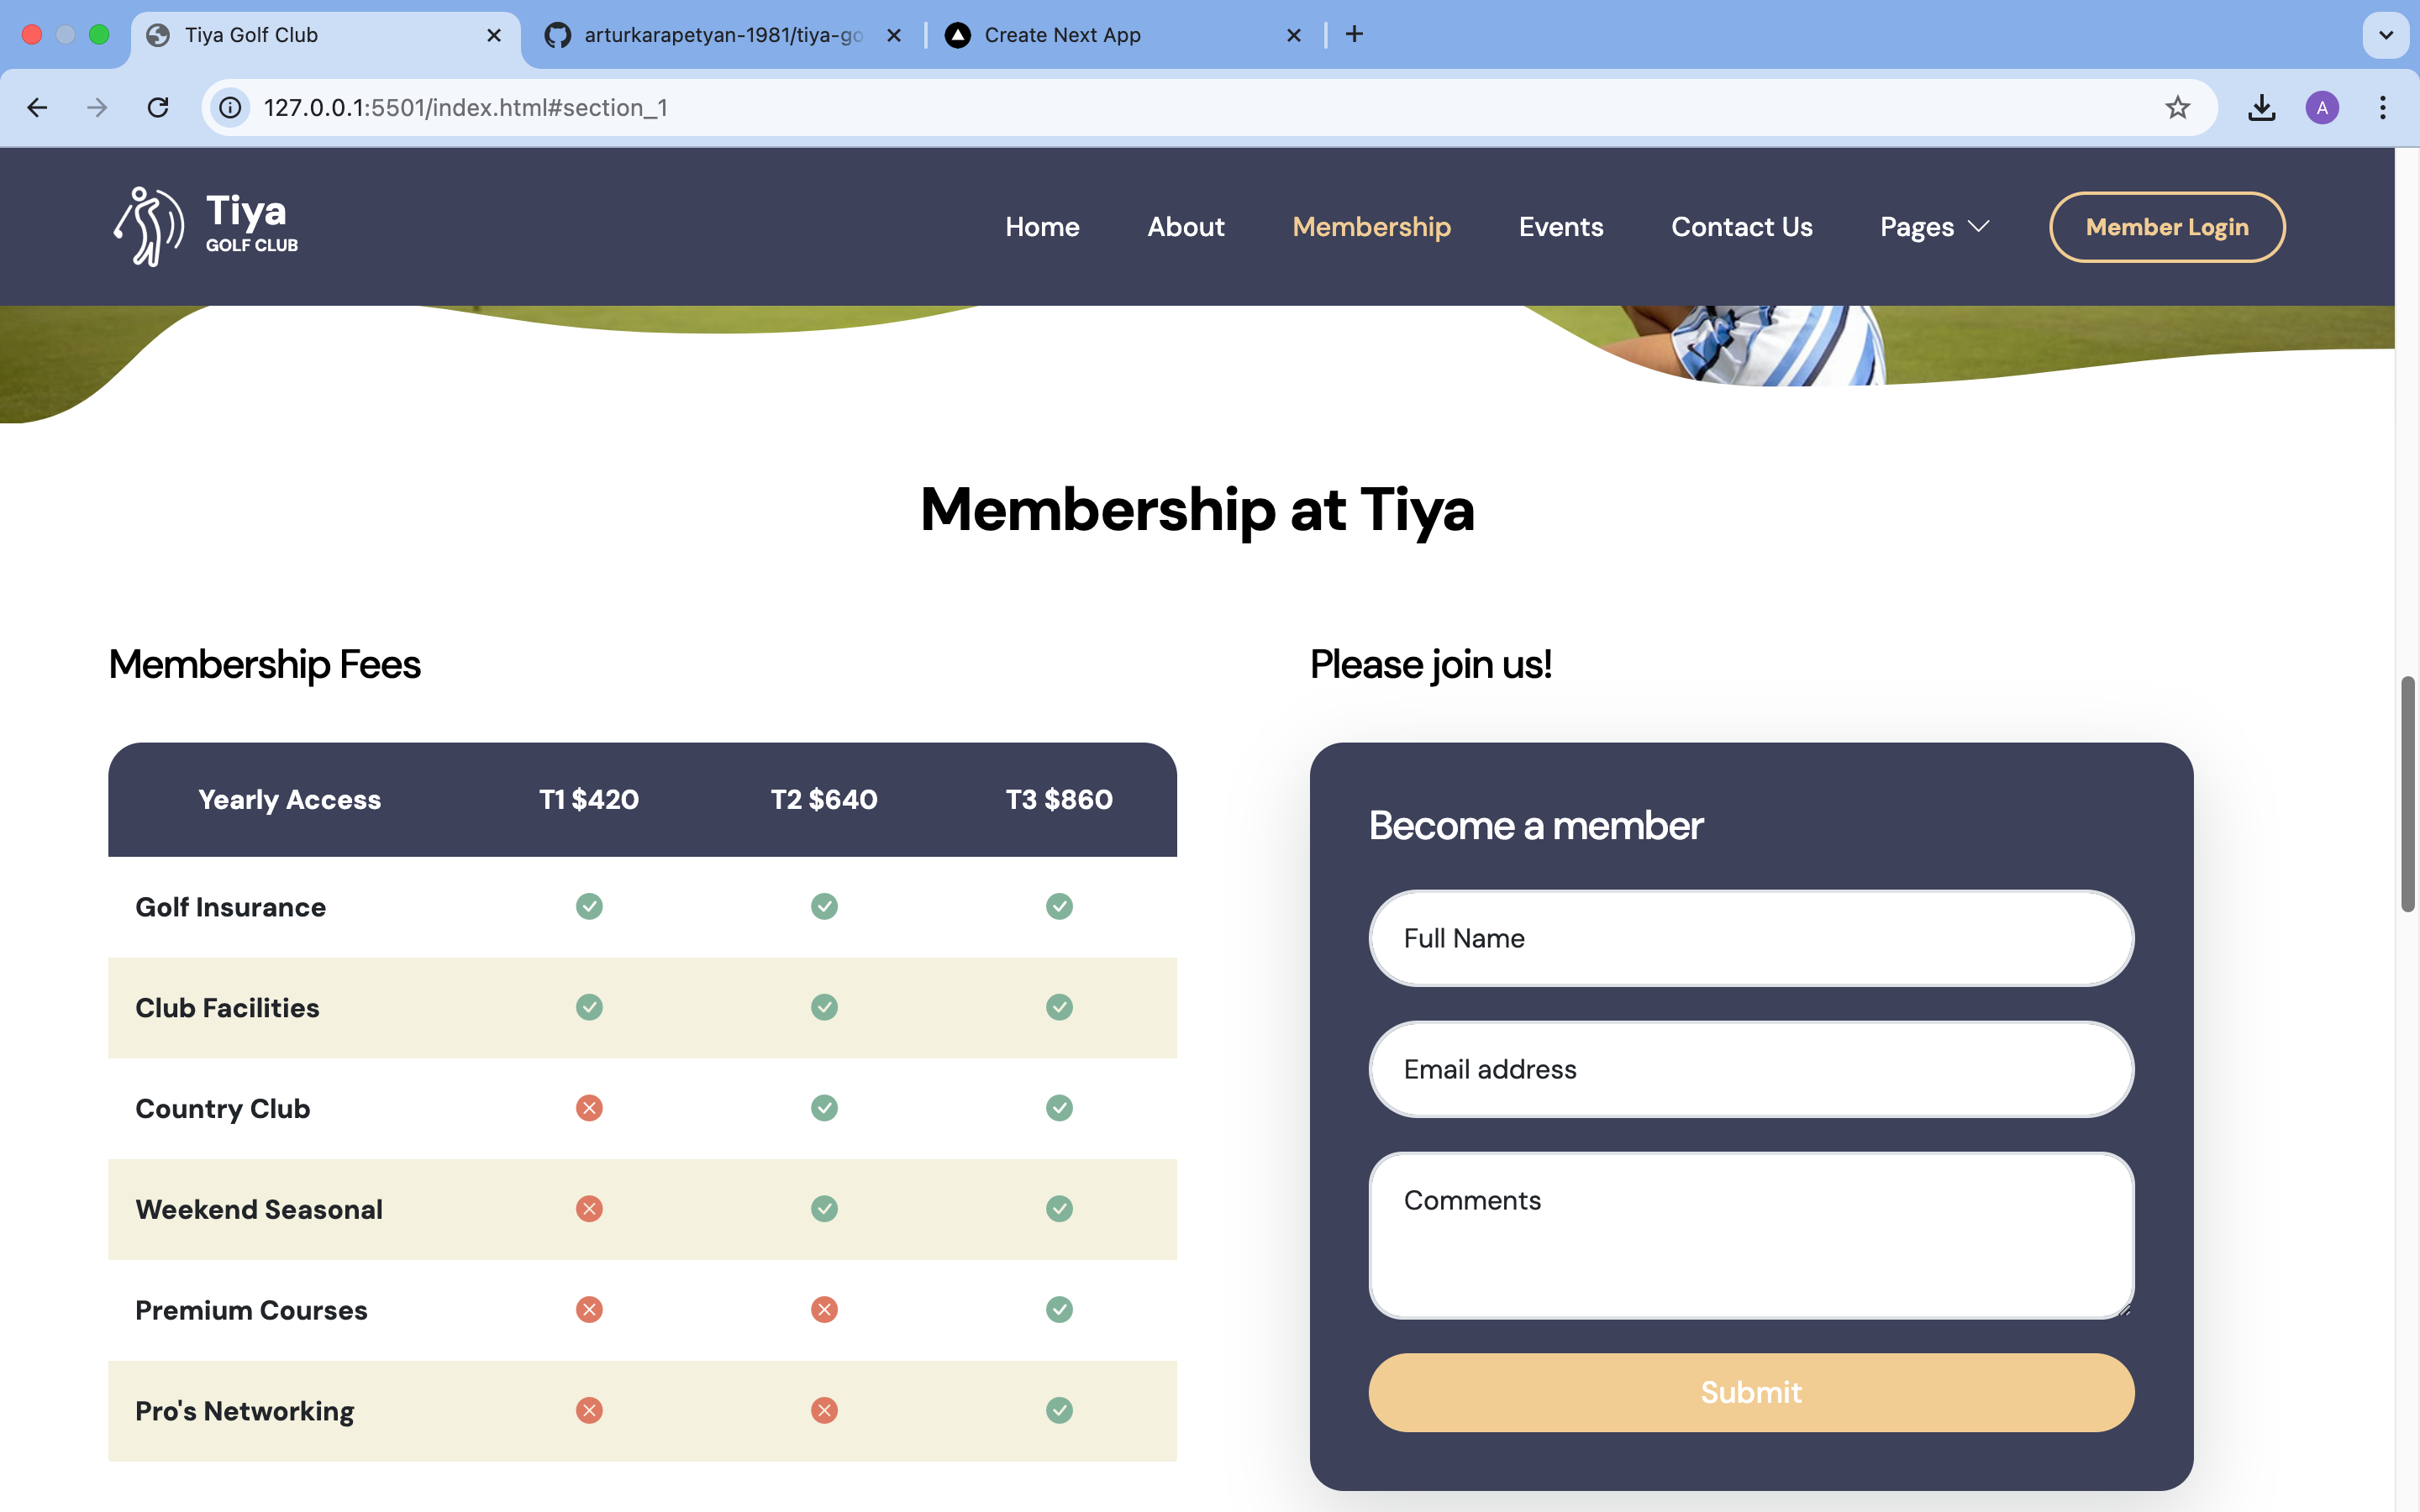 Tiya Golf Club
arturkarapetyan-1981/tiya-go
Create Next App
127.0.0.1:5501/index.html#section_1
A
Tiya
GOLF CLUB
Home
About
Membership
Events
Contact Us
Pages
Member Login
Membership at Tiya
Membership Fees
Yearly Access T1 $420 T2 $640 T3 $860
Golf Insurance
Club Facilities
Country Club
Weekend Seasonal
Premium Courses
Pro's Networking
Please join us!
Become a member
Full Name
Email address
Comments
Submit